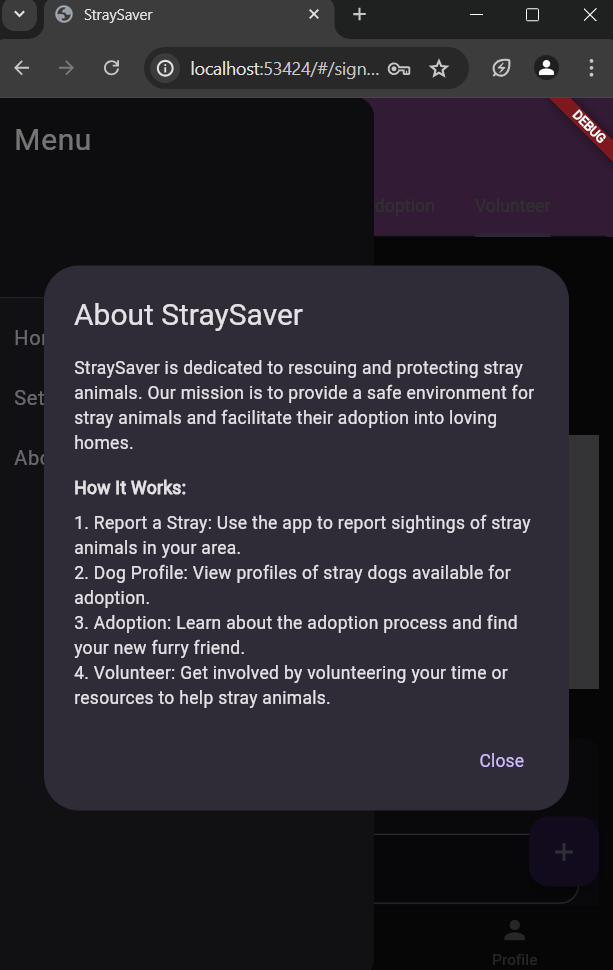 StraySaver
localhost:53424/#/sign...
DEBUG
Menu
doption
Volunteer
About StraySaver
StraySaver is dedicated to rescuing and protecting stray
animals. Our mission is to provide a safe environment for
stray animals and facilitate their adoption into loving
homes.
How It Works:
1. Report a Stray: Use the app to report sightings of stray
animals in your area.
2. Dog Profile: View profiles of stray dogs available for
adoption.
3. Adoption: Learn about the adoption process and find
your new furry friend.
4. Volunteer: Get involved by volunteering your time or
resources to help stray animals.
Close
Hor
Set
Abo
Profile